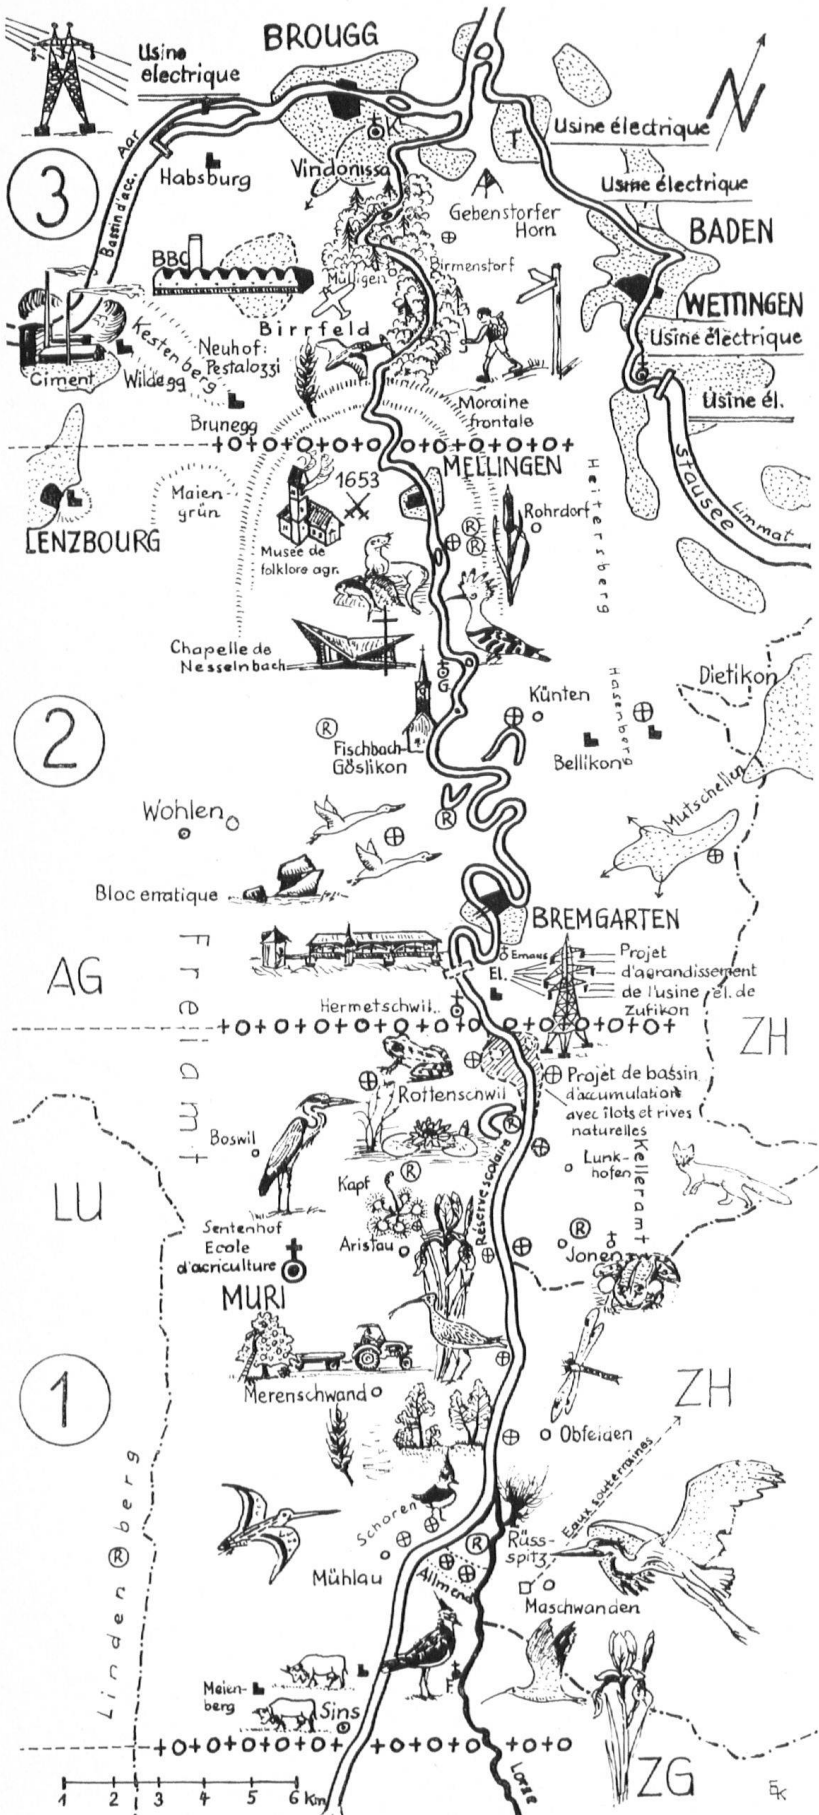 BROUGG
Usine
electrique
N
Aar
K
T
Usine électrique
3
Habsburg
Vindonissa
Usine électrique
Bassin d'acc.
Gebenstorfer
Horn
BADEN
BBC
Mülligen
Birmenstorf
WETTINGEN
Birrfeld
Usine électrique
Kestenberg
Neuhof:
Pestalozzi
Ciment
Wildegg
Usine él.
Brunegg
Moraine
frontale
MELLINGEN
Stausee
Limmat
Maien-
grün
1653
Heitersberg
Rohrdorf
R
R
LENZBOURG
Musée de
folklore agr.
Chapelle de
Nesselnbach
G
Dietikon
Hasenberg
2
Künten
R
Fischbach-
Göslikon
Bellikon
Mutschellen
Wohlen
R
Bloc erratique
BREMGARTEN
Freiamt
AG
Emaus
El.
Projet
d'agrandissement
de l'usine él. de
Zufikon
Hermetschwil
ZH
Rottenschwil
Projet de bassin
d'accumulation
avec îlots et rives
naturelles
R
Boswil
Réserve scolaire
Lunk-
hofen
Kelleramt
LU
Kapf
R
Sentenhof
Ecole
d'acriculture
Aristau
R
Jonen
MURI
1
Merenschwand
ZH
Obfelden
Eaux souterraines
Lindenberg
R
Schoren
R
Rüss-
spitz
Mühlau
Allmend
Maschwanden
Meien-
berg
F.
Sins
ZG
Lorze
1 2 3 4 5 6 Km
EK